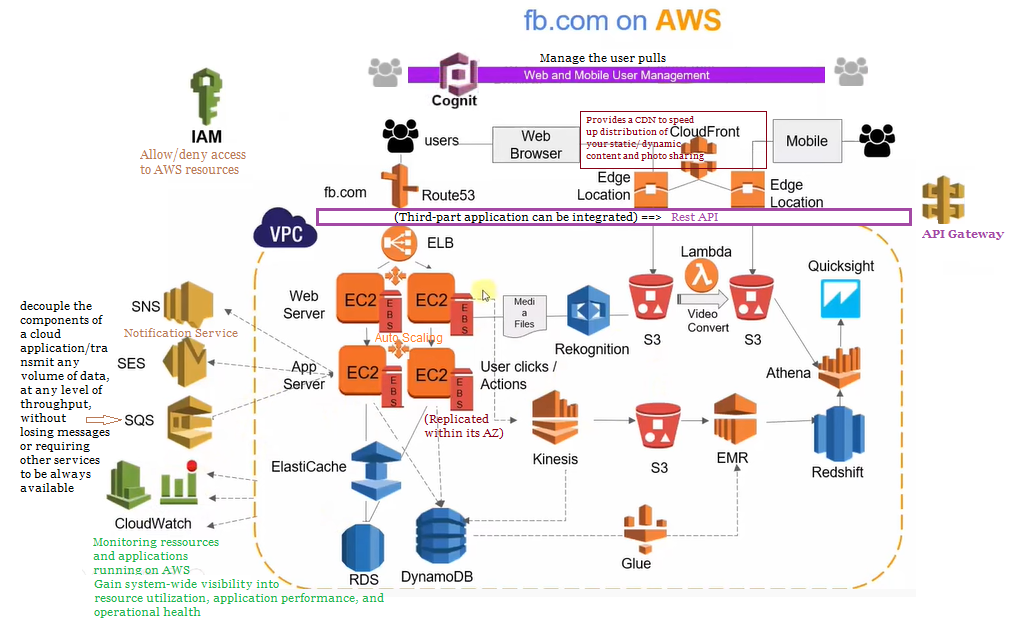 fb.com on AWS
Manage the user pulls
Web and Mobile User Management
Cognit
IAM
Allow/deny access
to AWS resources
users
Web
Browser
Provides a CDN to speed
up distribution of
your static/dynamic
content and photo sharing
CloudFront
Mobile
Edge
Location
Edge
Location
fb.com
Route53
(Third-part application can be integrated) ==> Rest API
API Gateway
VPC
ELB
Lambda
Quicksight
Web
Server
EC2
EC2
EBS
EBS
Medi
a
Files
Rekognition
S3
Video
Convert
S3
SNS
Notification Service
Auto Scaling
decouple the
components of
a cloud
application/tra
nsmit any
volume of data,
at any level of
throughput,
without
losing messages
or requiring
other services
to be always
available
SES
App
Server
EC2
EC2
EBS
EBS
User clicks /
Actions
Athena
SQS
(Replicated
within its AZ)
Kinesis
S3
EMR
Redshift
ElastiCache
CloudWatch
Monitoring ressources
and applications
running on AWS
Gain system-wide visibility into
resource utilization, application performance, and
operational health
RDS
DynamoDB
Glue